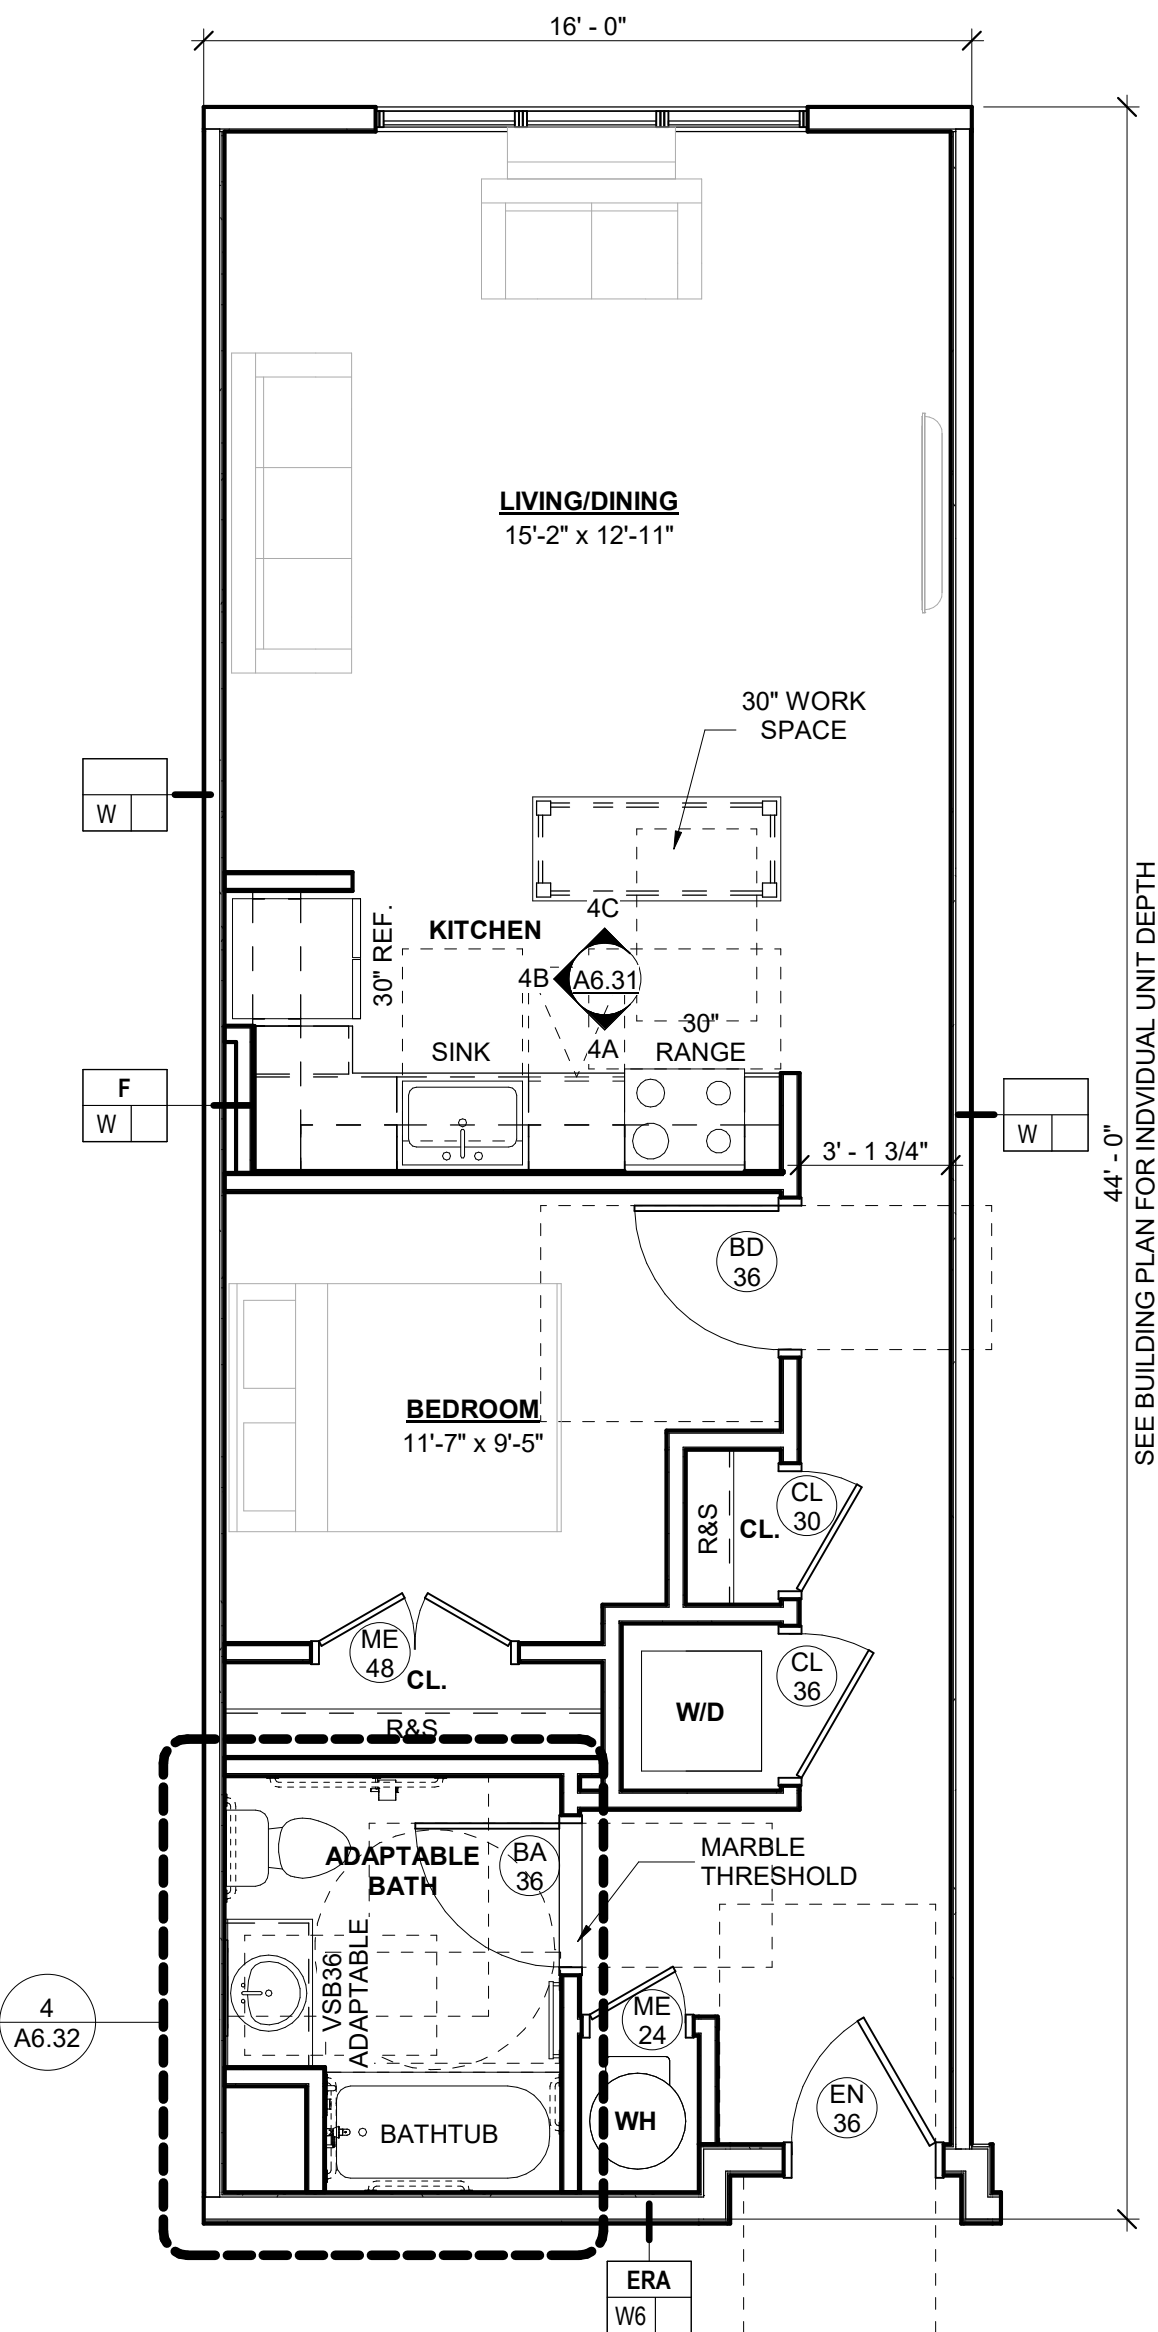 16' - 0"
LIVING/DINING
15'-2" x 12'-11"
30" WORK
SPACE
W
4C
KITCHEN
30" REF.
4B
A6.31
4A
SINK
30"
RANGE
F
W
W
3' - 1 3/4"
44' - 0"
SEE BUILDING PLAN FOR INDVIDUAL UNIT DEPTH
BD
36
BEDROOM
11'-7" x 9'-5"
R&S
CL.
CL
30
ME
48
CL.
R&S
W/D
CL
36
ADAPTABLE
BATH
BA
36
MARBLE
THRESHOLD
VSB36
ADAPTABLE
4
A6.32
ME
24
WH
EN
36
BATHTUB
ERA
W6